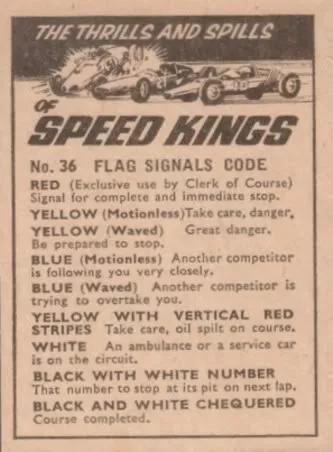 THE THRILLS AND SPILLS
OF
SPEED KINGS
No. 36 FLAG SIGNALS CODE
RED (Exclusive use by Clerk of Course)
Signal for complete and immediate stop.
YELLOW (Motionless)Take care, danger.
YELLOW (Waved) Great danger.
Be prepared to stop.
BLUE (Motionless) Another competitor
is following you very closely.
BLUE (Waved) Another competitor is
trying to overtake you.
YELLOW WITH VERTICAL RED
STRIPES Take care, oil spilt on course.
WHITE An ambulance or a service car
is on the circuit.
BLACK WITH WHITE NUMBER
That number to stop at its pit on next lap.
BLACK AND WHITE CHEQUERED
Course completed.